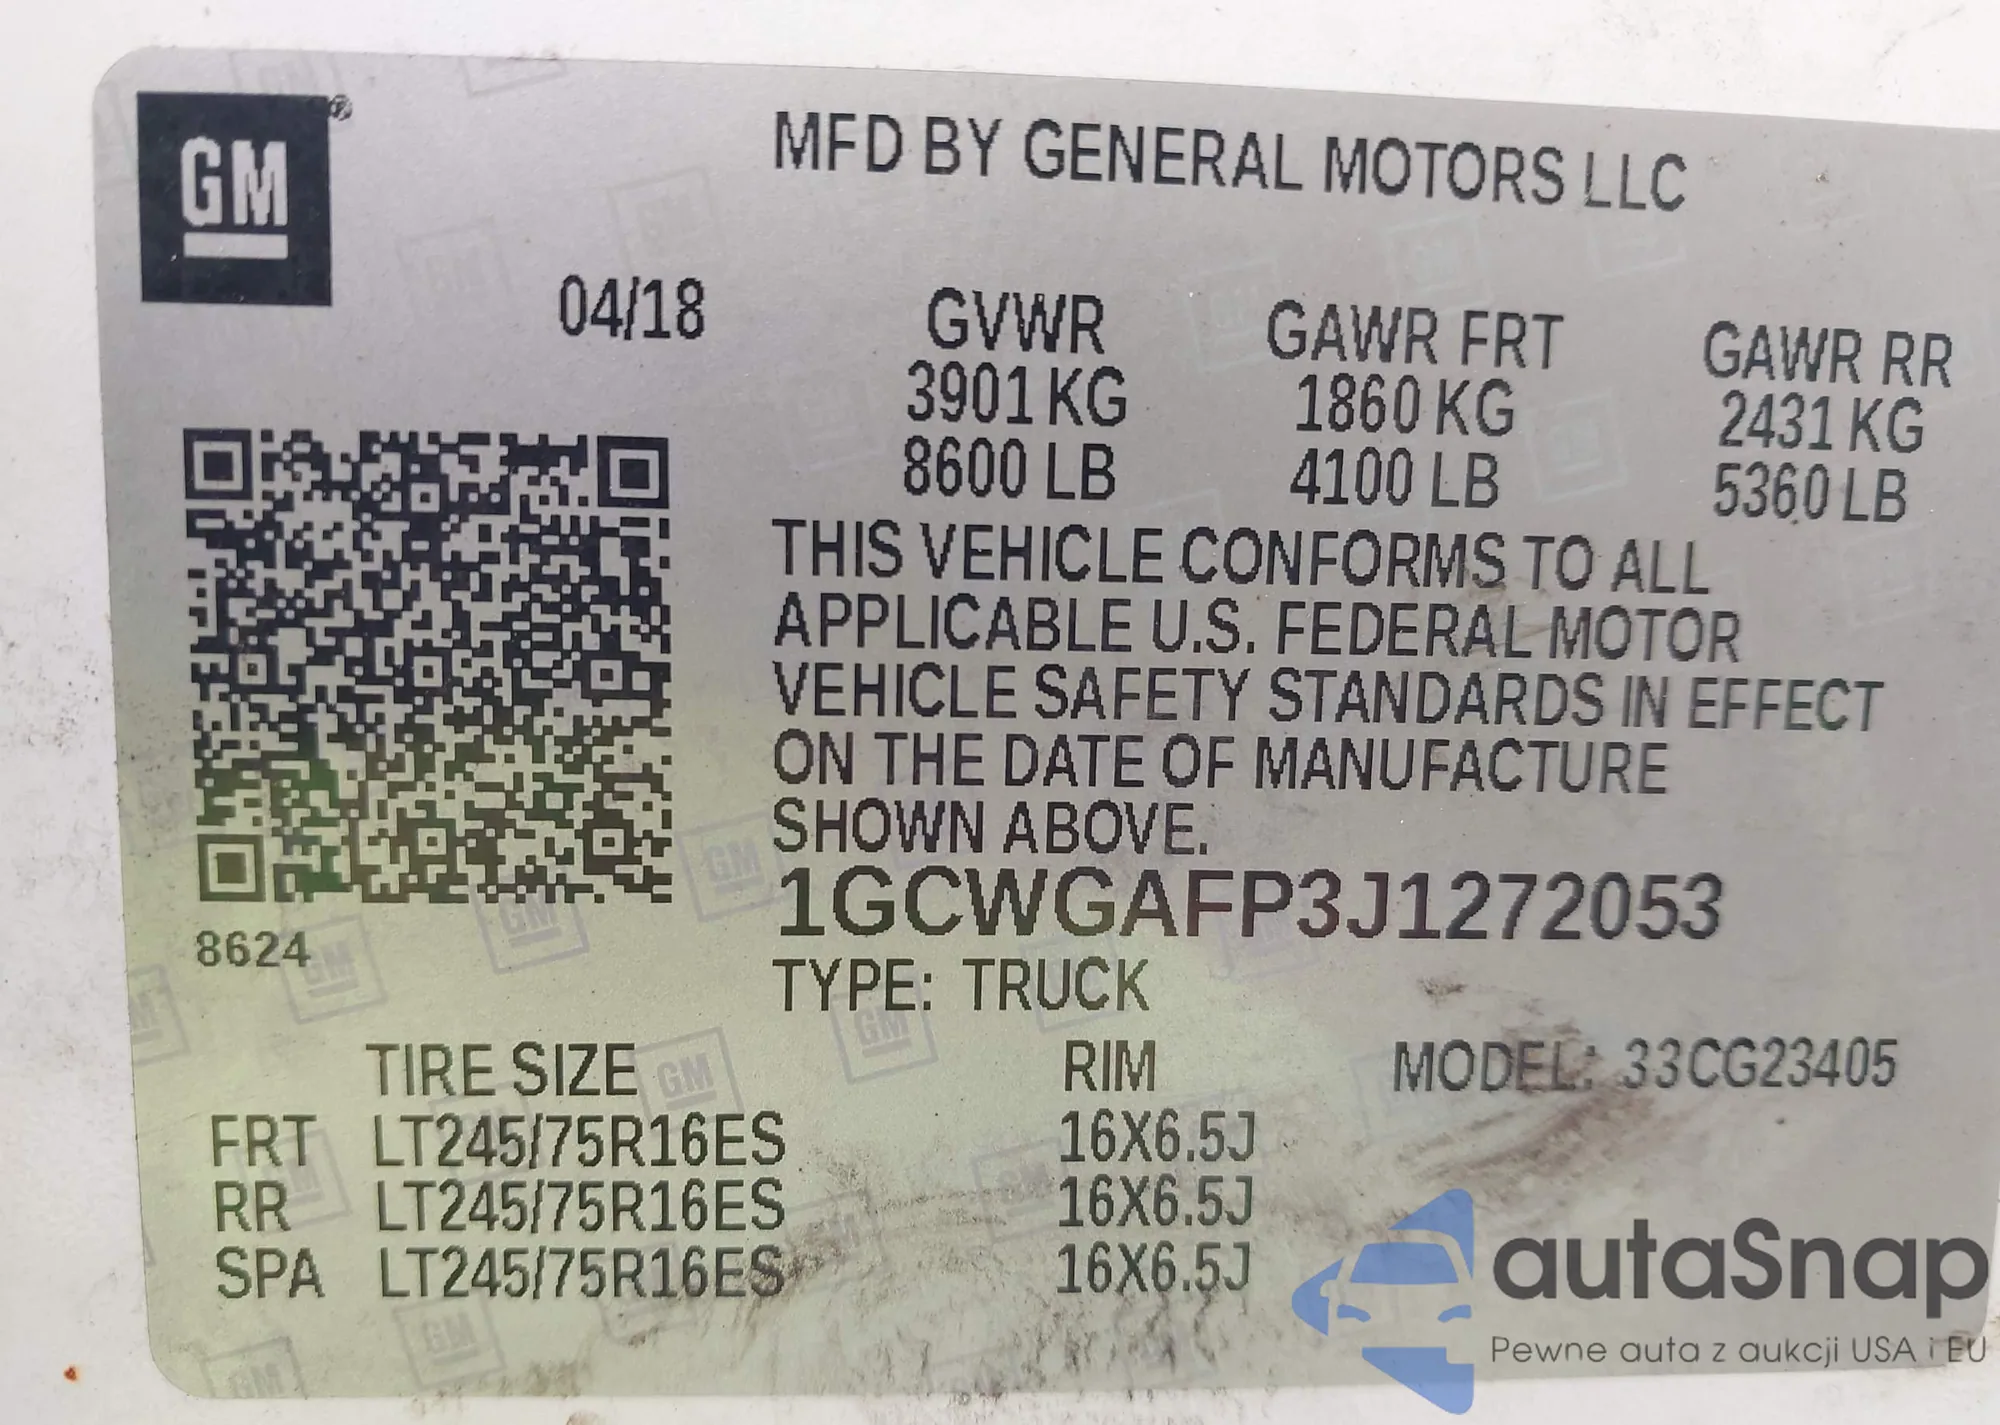 GM®
MFD BY GENERAL MOTORS LLC
04/18
GVWR GAWR FRT GAWR RR
3901 KG 1860 KG 2431 KG
8600 LB 4100 LB 5360 LB
THIS VEHICLE CONFORMS TO ALL
APPLICABLE U.S. FEDERAL MOTOR
VEHICLE SAFETY STANDARDS IN EFFECT
ON THE DATE OF MANUFACTURE
SHOWN ABOVE.
1GCWGAFP3J1272053
8624
TYPE: TRUCK
TIRE SIZE RIM MODEL: 33CG23405
FRT LT245/75R16ES 16X6.5J
RR LT245/75R16ES 16X6.5J
SPA LT245/75R16ES 16X6.5J
autaSnap
Pewne auta z aukcji USA i EU